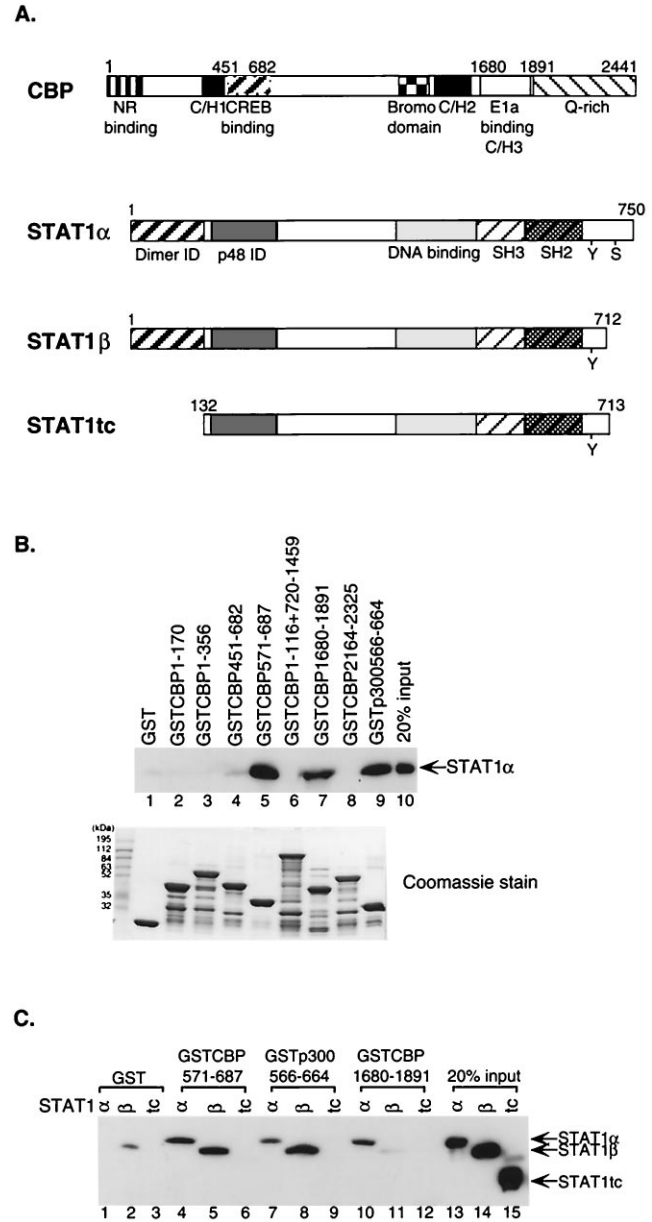 A.
1 451 682 1680 1891 2441
CBP
NR C/H1CREB Bromo C/H2 E1a Q-rich
binding binding domain binding
C/H3
1 750
STAT1α
Dimer ID p48 ID DNA binding SH3 SH2 Y S
1 712
STAT1β
Y
132 713
STAT1tc
Y
B.
GST
GSTCBP1-170
GSTCBP1-356
GSTCBP451-682
GSTCBP571-687
GSTCBP1-116+720-1459
GSTCBP1680-1891
GSTCBP2164-2325
GSTp300566-664
20% input
STAT1α
1 2 3 4 5 6 7 8 9 10
(kDa)
195
112
84
63
52
35
32
Coomassie stain
C.
GSTCBP GSTp300 GSTCBP
GST 571-687 566-664 1680-1891 20% input
STAT1 α β tc α β tc α β tc α β tc α β tc
STAT1α
STAT1β
STAT1tc
1 2 3 4 5 6 7 8 9 10 11 12 13 14 15